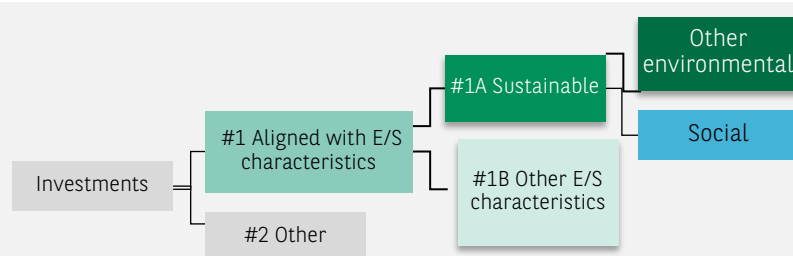 Other
environmental
#1A Sustainable
Social
#1 Aligned with E/S
characteristics
#1B Other E/S
characteristics
Investments
#2 Other